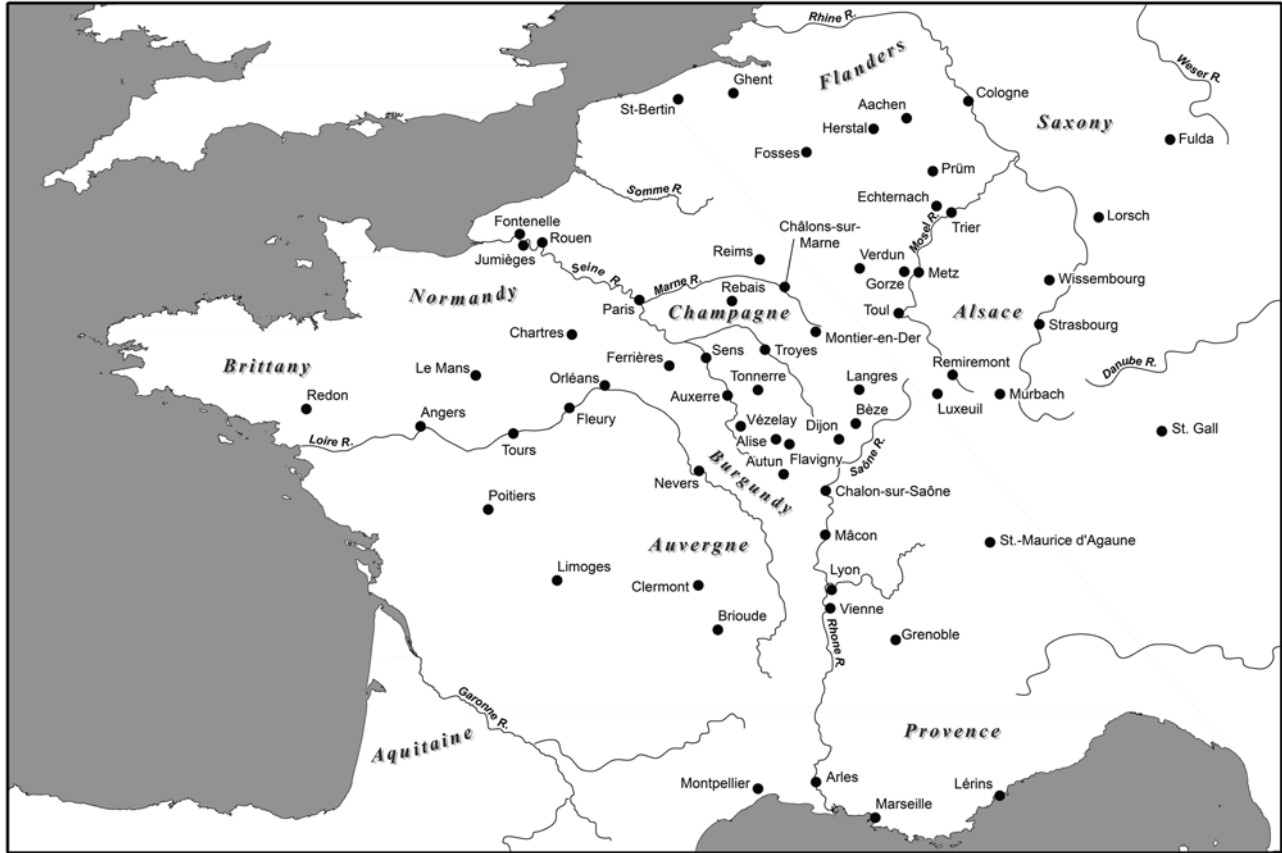 Rhine R.
Weser R.
Flanders
Ghent
St-Bertin
Cologne
Aachen
Saxony
Herstal
Fulda
Fosses
Prüm
Somme R.
Echternach
Trier
Lorsch
Mosel R.
Fontenelle
Châlons-sur-
Marne
Rouen
Jumièges
Reims
Verdun
Gorze
Metz
Seine R.
Marne R.
Rebais
Wissembourg
Normandy
Paris
Champagne
Toul
Alsace
Chartres
Montier-en-Der
Strasbourg
Brittany
Le Mans
Ferrières
Sens
Troyes
Remiremont
Danube R.
Orléans
Tonnerre
Langres
Redon
Auxerre
Luxeuil
Murbach
Angers
Fleury
Vézelay
Bèze
St. Gall
Loire R.
Tours
Alise
Dijon
Flavigny
Saône R.
Autun
Nevers
Burgundy
Chalon-sur-Saône
Poitiers
Mâcon
St.-Maurice d'Agaune
Auvergne
Limoges
Clermont
Lyon
Vienne
Brioude
Rhone R.
Grenoble
Garonne R.
Aquitaine
Provence
Montpellier
Arles
Lérins
Marseille